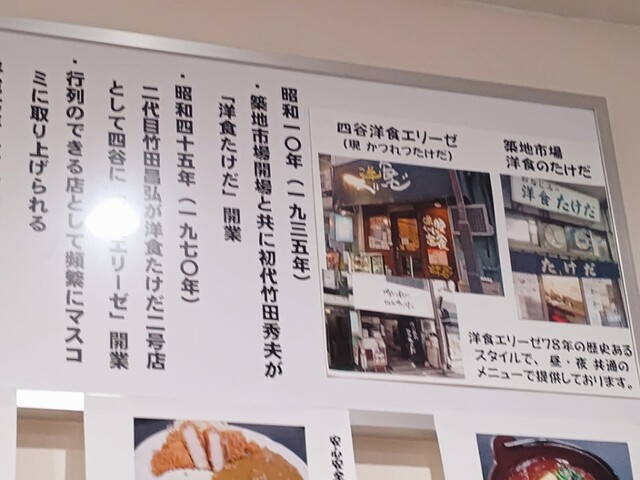 昭和一〇年（一九三五年）
・築地市場開場と共に初代竹田秀夫が
「洋食たけだ」開業
・昭和四十五年（一九七〇年）
二代目竹田昌弘が洋食たけだ二号店
として四谷に「 エリーゼ」開業
・行列のできる店として頻繁にマスコ
ミに取り上げられる
四谷洋食エリーゼ
（現 かつれつたけだ）
築地市場
洋食のたけだ
洋食たけだ
たけだ
洋食エリーゼ78年の歴史ある
スタイルで、昼・夜 共通の
メニューで提供しております。
安心安全